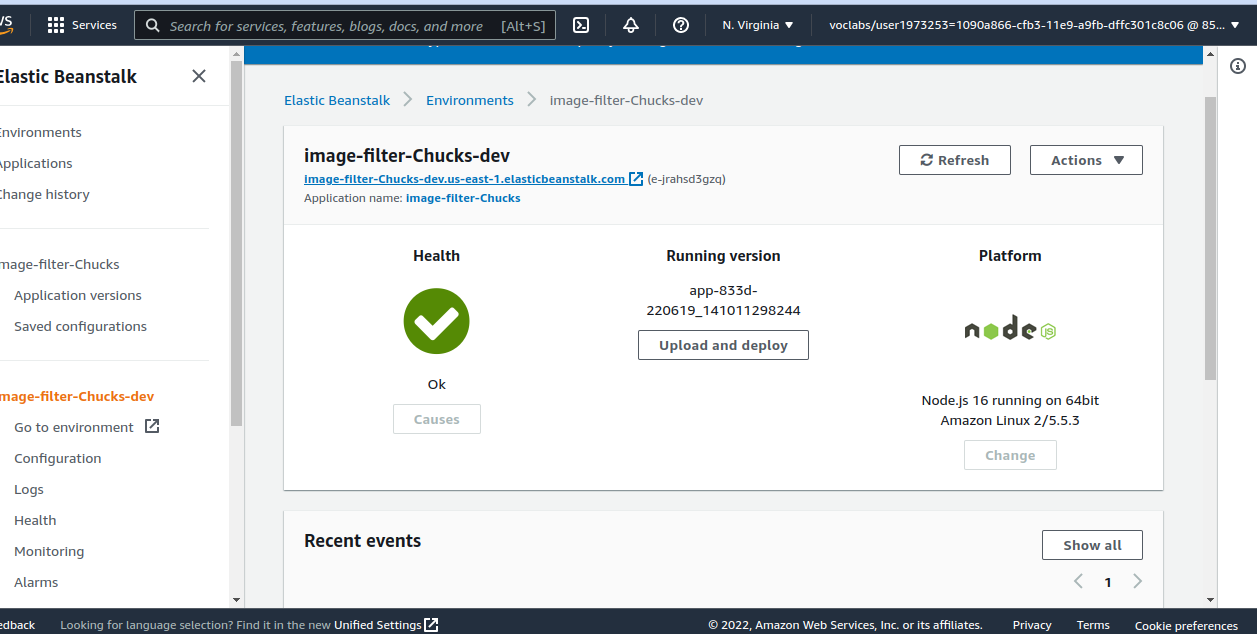 Services
Search for services, features, blogs, docs, and more [Alt+S]
N. Virginia
voclabs/user1973253=1090a866-cfb3-11e9-a9fb-dffc301c8c06 @ 85...
Elastic Beanstalk
Environments
Applications
Change history
mage-filter-Chucks
Application versions
Saved configurations
mage-filter-Chucks-dev
Go to environment
Configuration
Logs
Health
Monitoring
Alarms
Elastic Beanstalk
Environments
Image-filter-Chucks-dev
image-filter-Chucks-dev
Refresh
Actions
image-filter-Chucks-dev.us-east-1.elasticbeanstalk.com (e-jrahsd3gzq)
Application name: image-filter-Chucks
Health
Ok
Causes
Running version
app-833d-
220619_141011298244
Upload and deploy
Platform
node JS
Node.js 16 running on 64bit
Amazon Linux 2/5.5.3
Change
Recent events
Show all
1
edback
Looking for language selection? Find it in the new Unified Settings
© 2022, Amazon Web Services, Inc. or its affiliates.
Privacy
Terms
Cookie preferences